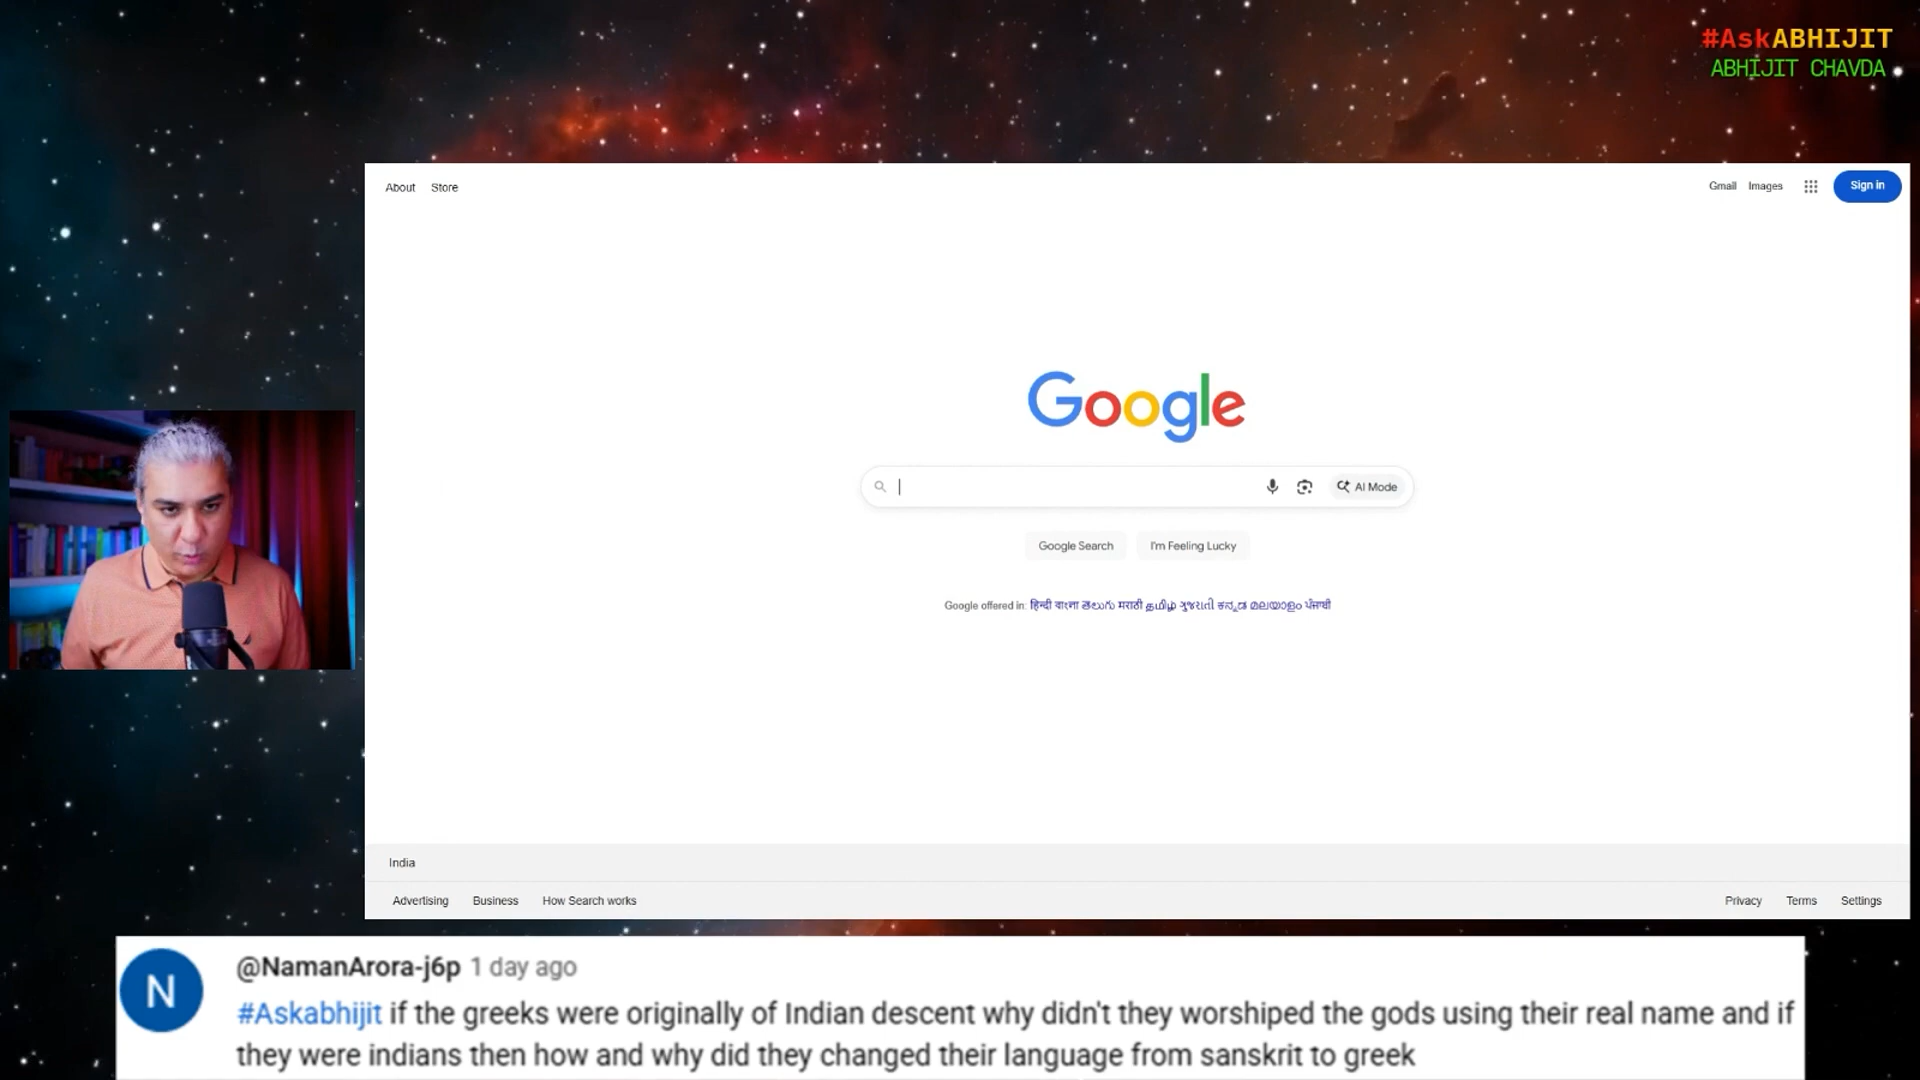 #AskABHIJIT
ABHIJIT CHAVDA
About Store
Gmail Images Sign in
Google
AI Mode
Google Search I'm Feeling Lucky
Google offered in: हिन्दी বাংলা తెలుగు मराठी தமிழ் ગુજરાતી ಕನ್ನಡ മലയാളം ਪੰਜਾਬੀ
India
Advertising Business How Search works
Privacy Terms Settings
N
@NamanArora-j6p 1 day ago
#Askabhijit if the greeks were originally of Indian descent why didn't they worshiped the gods using their real name and if
they were indians then how and why did they changed their language from sanskrit to greek